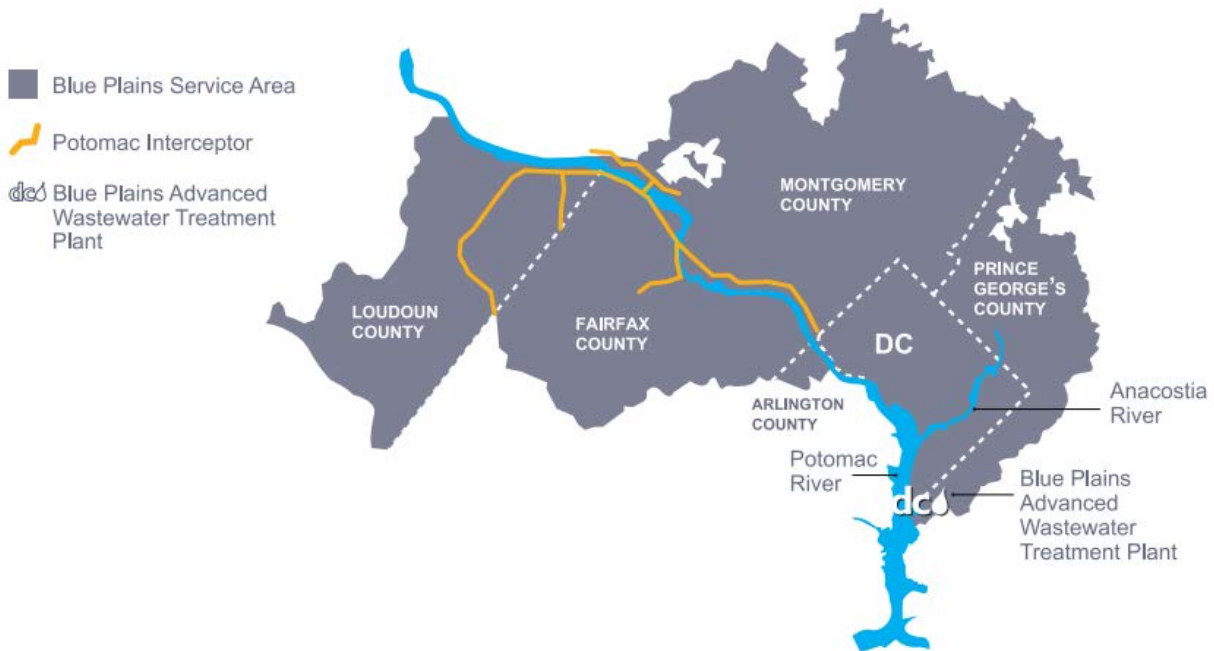 Blue Plains Service Area
Potomac Interceptor
dc Blue Plains Advanced
Wastewater Treatment
Plant
MONTGOMERY
COUNTY
PRINCE
GEORGE'S
COUNTY
LOUDOUN
COUNTY
FAIRFAX
COUNTY
DC
ARLINGTON
COUNTY
Anacostia
River
Potomac
River
dc
Blue Plains
Advanced
Wastewater
Treatment Plant